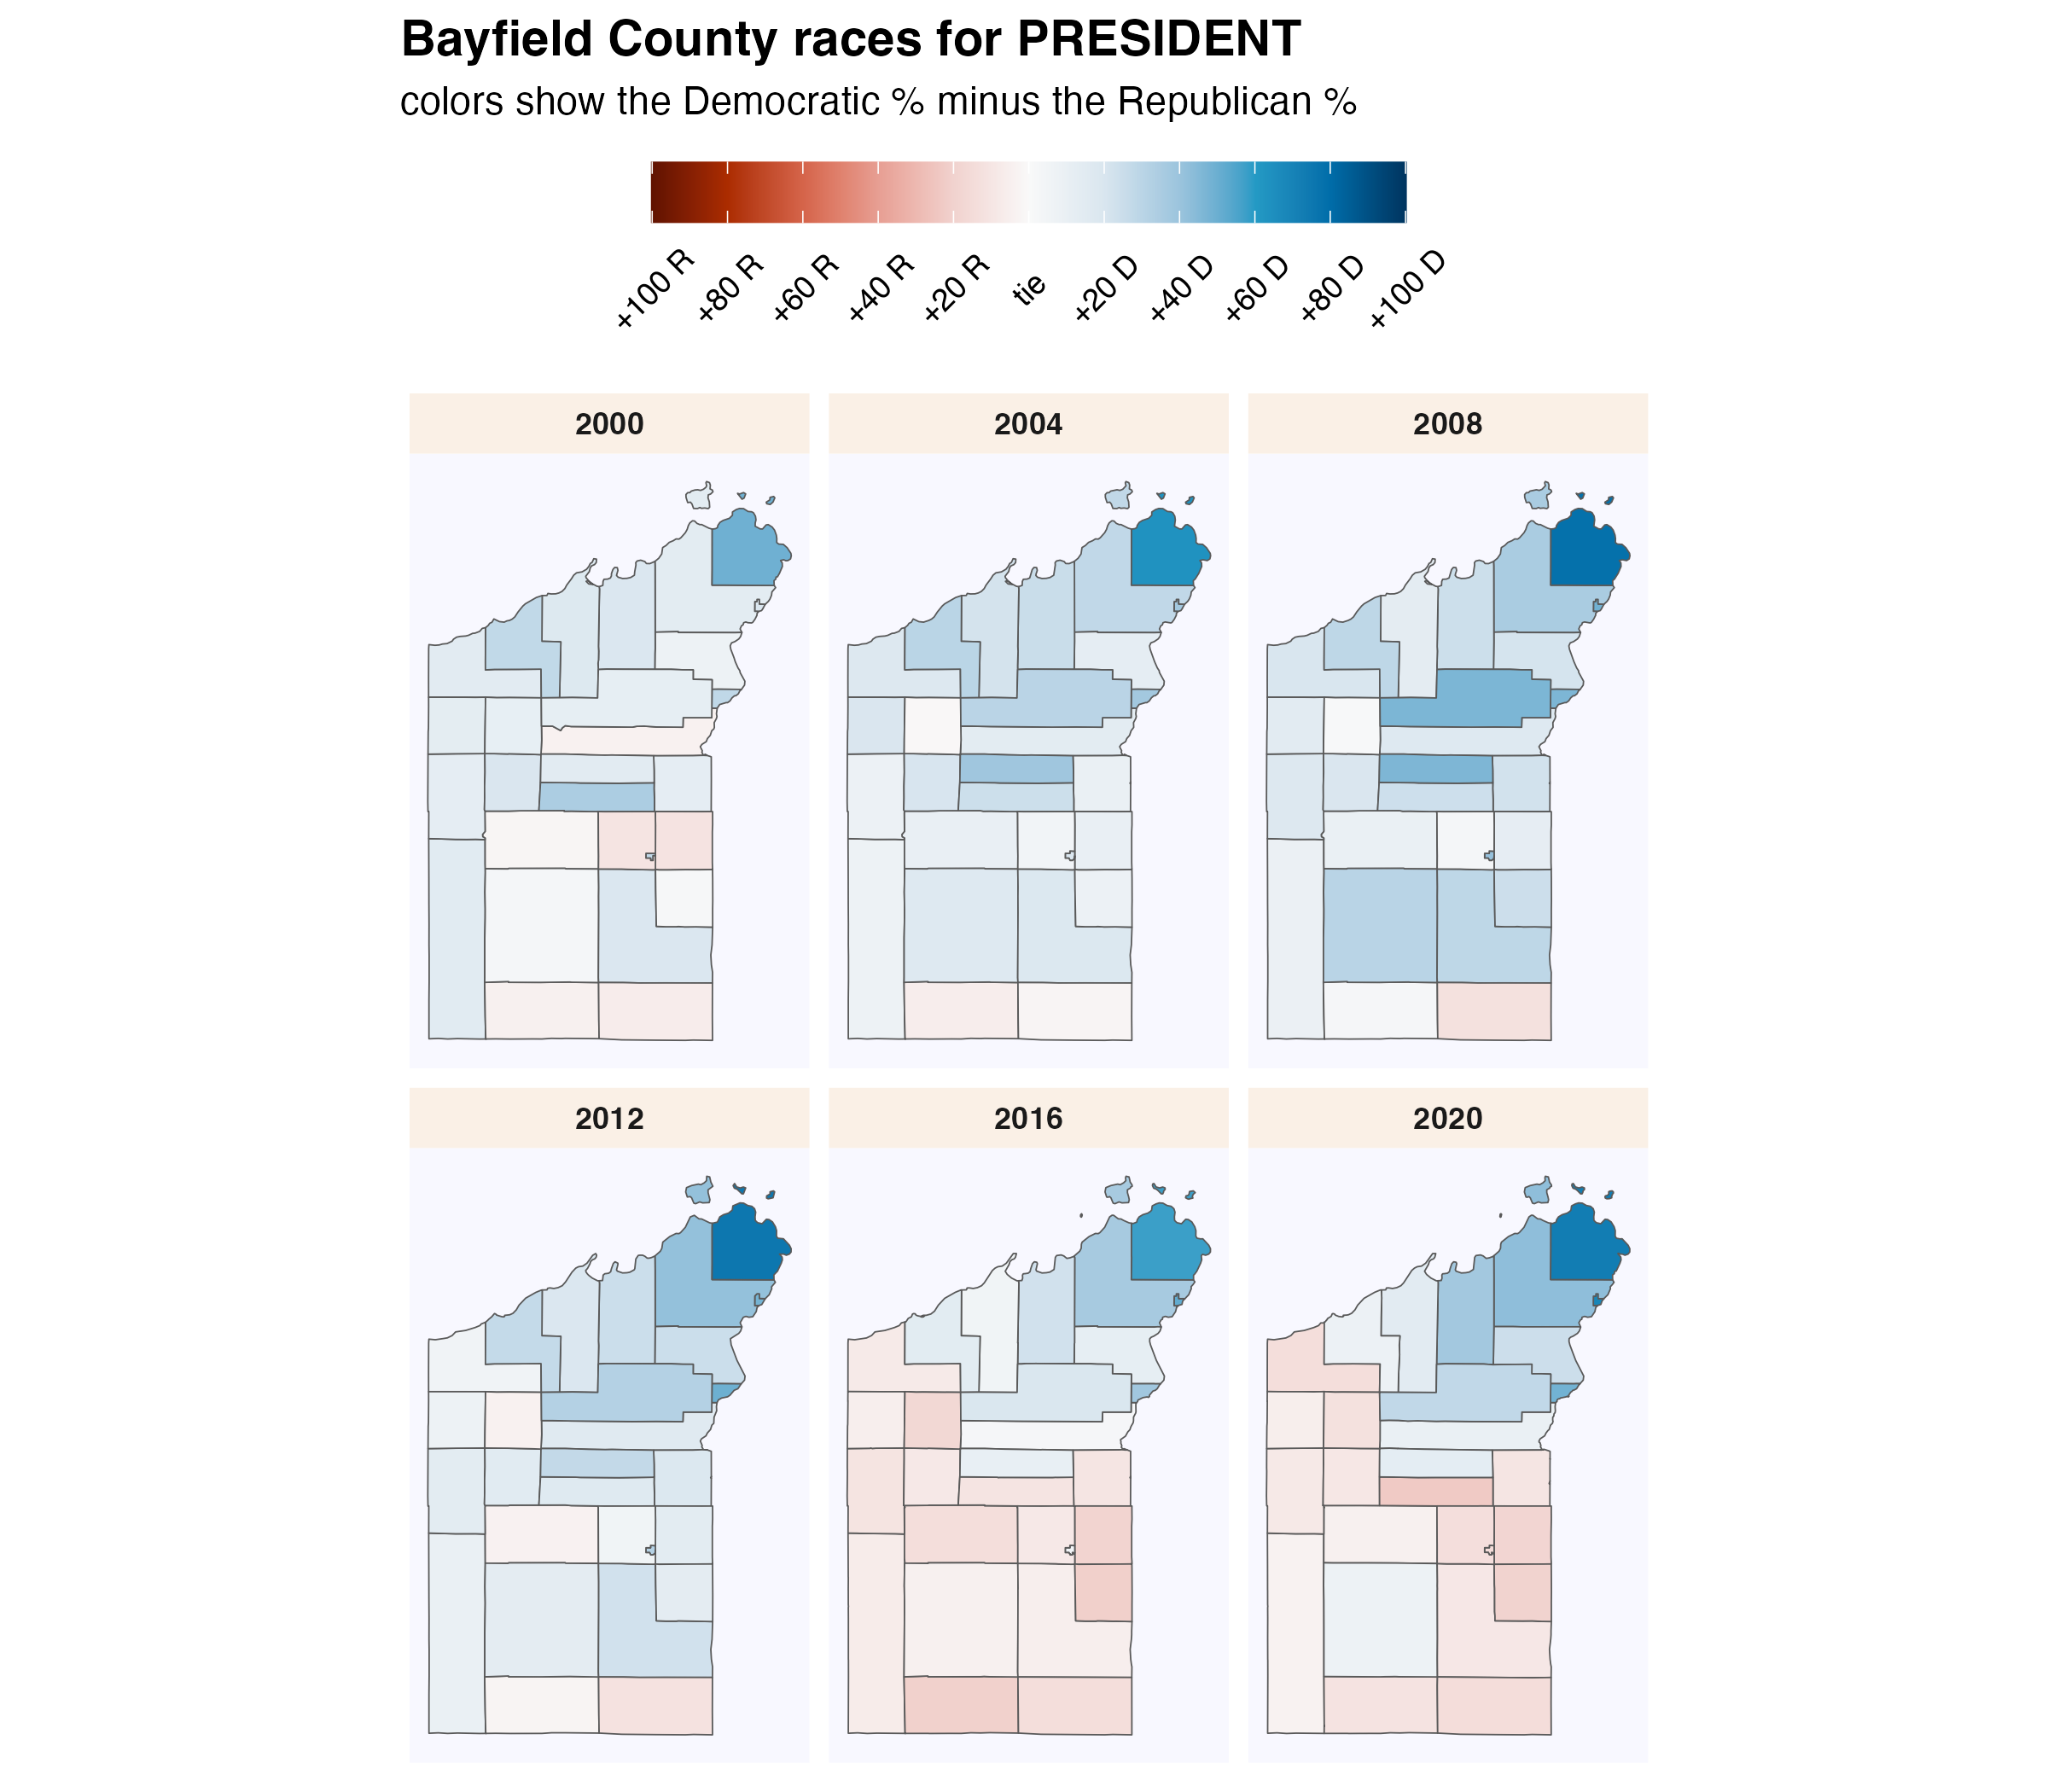 Bayfield County races for PRESIDENT
colors show the Democratic % minus the Republican %
+100 R +80 R +60 R +40 R +20 R tie +20 D +40 D +60 D +80 D +100 D
2000 2004 2008
2012 2016 2020